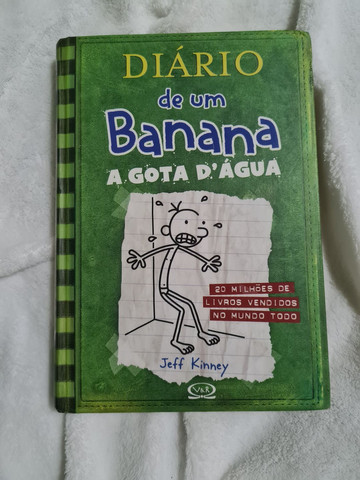 DIÁRIO
de um
Banana
A GOTA D'ÁGUA
20 MILHÕES DE
LIVROS VENDIDOS
NO MUNDO TODO
Jeff Kinney
V&R